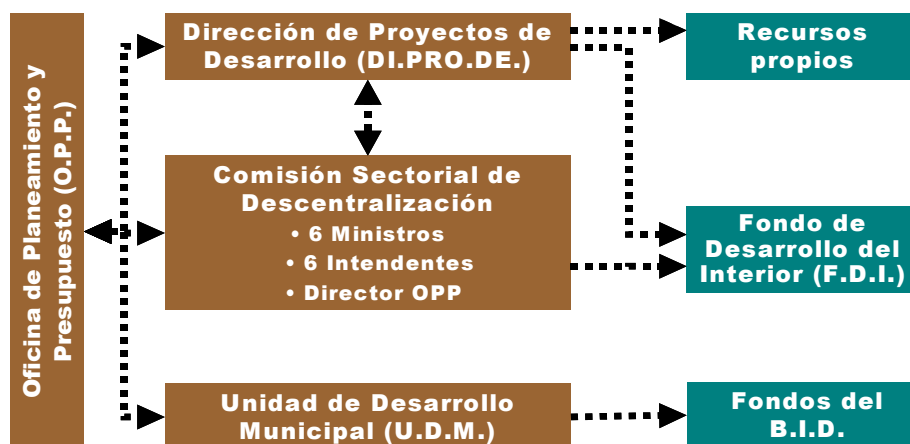 Oficina de Planeamiento y
Presupuesto (O.P.P.)
Dirección de Proyectos de
Desarrollo (DI.PRO.DE.)
Recursos
propios
Comisión Sectorial de
Descentralización
• 6 Ministros
• 6 Intendentes
• Director OPP
Fondo de
Desarrollo del
Interior (F.D.I.)
Unidad de Desarrollo
Municipal (U.D.M.)
Fondos del
B.I.D.